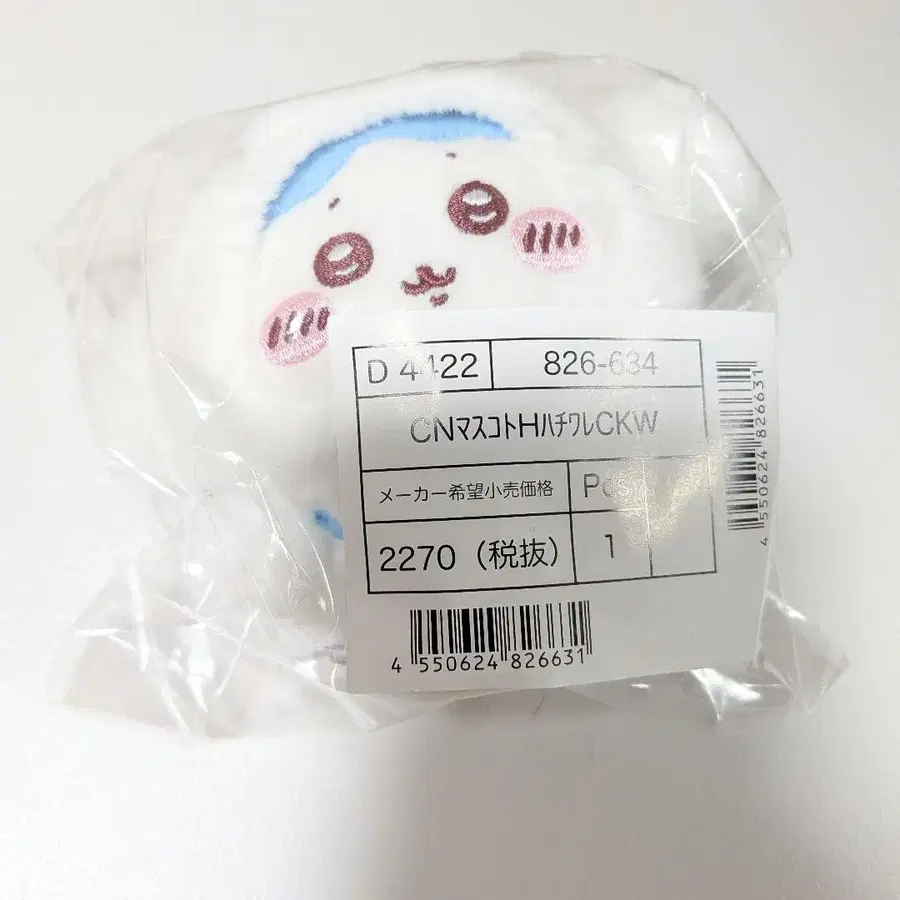 D 4422 826-634
CNマスコトHハチワレCKW
メーカー希望小売価格 Pcs
2270（税抜） 1
4 550624 826631
4 550624 826631